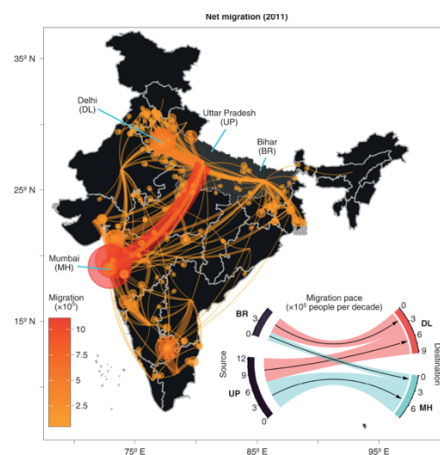 Net migration (2011)
35° N
25° N
15° N
Delhi
(DL)
Uttar Pradesh
(UP)
Bihar
(BR)
Mumbai
(MH)
Migration
(×10⁵)
10
7.5
5
2.5
75° E
85° E
95° E
Migration pace
(×10⁵ people per decade)
BR
3
0
Source
12
9
6
3
0
UP
0
3
6
9
DL
0
3
6
MH
Destination